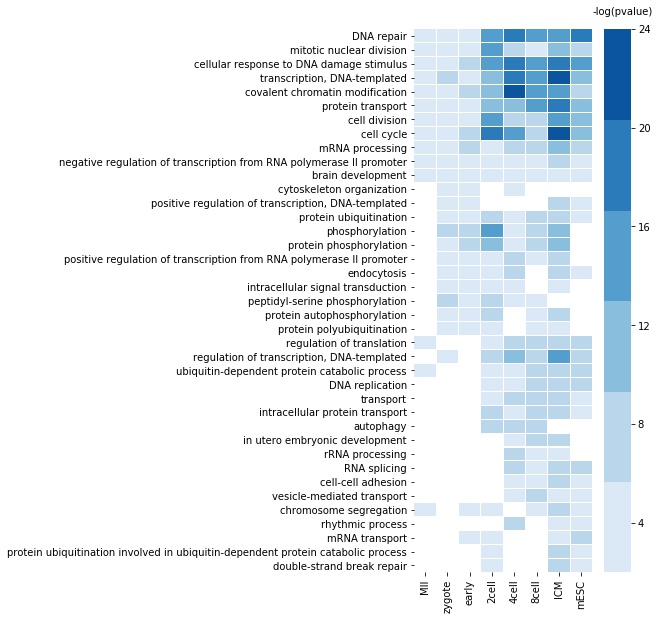 -log(pvalue)
DNA repair
mitotic nuclear division
cellular response to DNA damage stimulus
transcription, DNA-templated
covalent chromatin modification
protein transport
cell division
cell cycle
mRNA processing
negative regulation of transcription from RNA polymerase II promoter
brain development
cytoskeleton organization
positive regulation of transcription, DNA-templated
protein ubiquitination
phosphorylation
protein phosphorylation
positive regulation of transcription from RNA polymerase II promoter
endocytosis
intracellular signal transduction
peptidyl-serine phosphorylation
protein autophosphorylation
protein polyubiquitination
regulation of translation
regulation of transcription, DNA-templated
ubiquitin-dependent protein catabolic process
DNA replication
transport
intracellular protein transport
autophagy
in utero embryonic development
rRNA processing
RNA splicing
cell-cell adhesion
vesicle-mediated transport
chromosome segregation
rhythmic process
mRNA transport
protein ubiquitination involved in ubiquitin-dependent protein catabolic process
double-strand break repair
MII
zygote
early
2cell
4cell
8cell
ICM
mESC
24
20
16
12
8
4